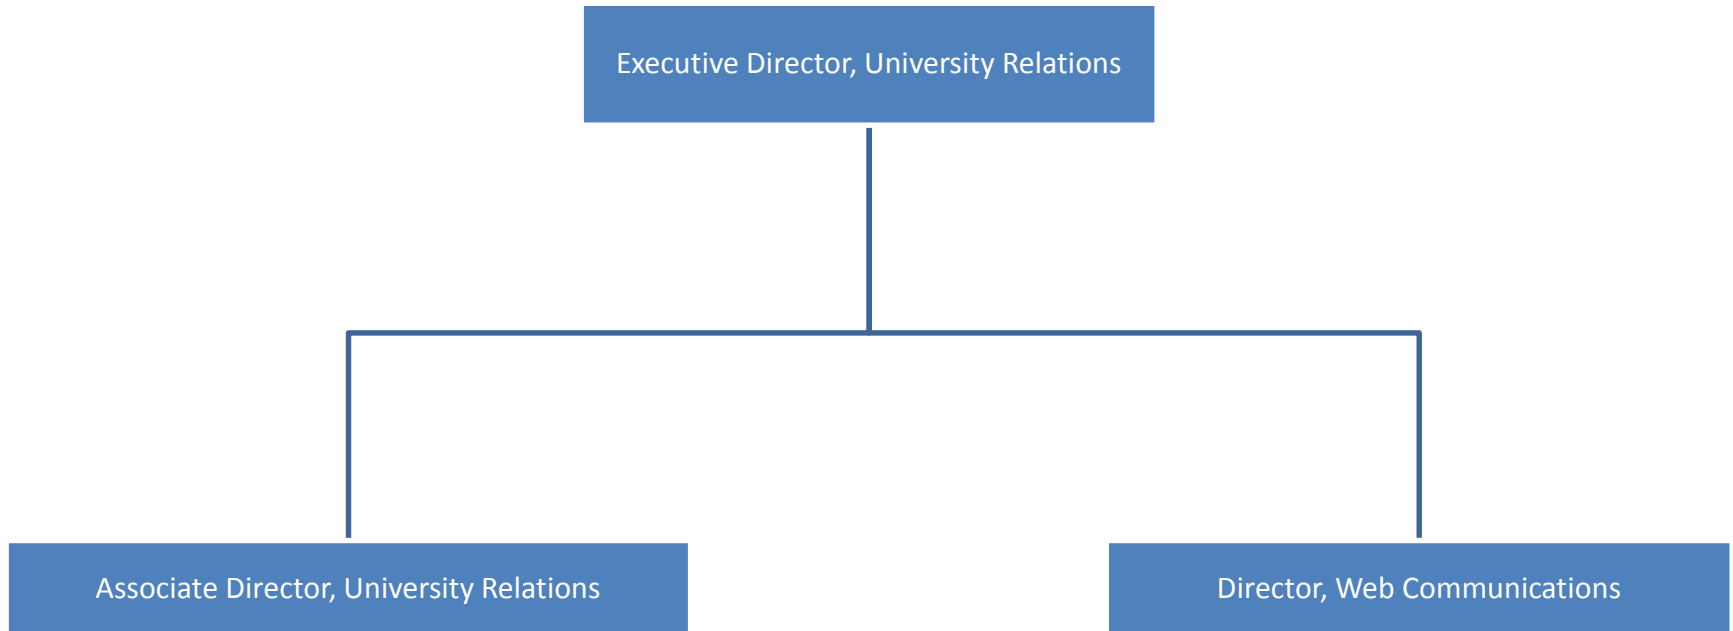 Executive Director, University Relations
Associate Director, University Relations
Director, Web Communications